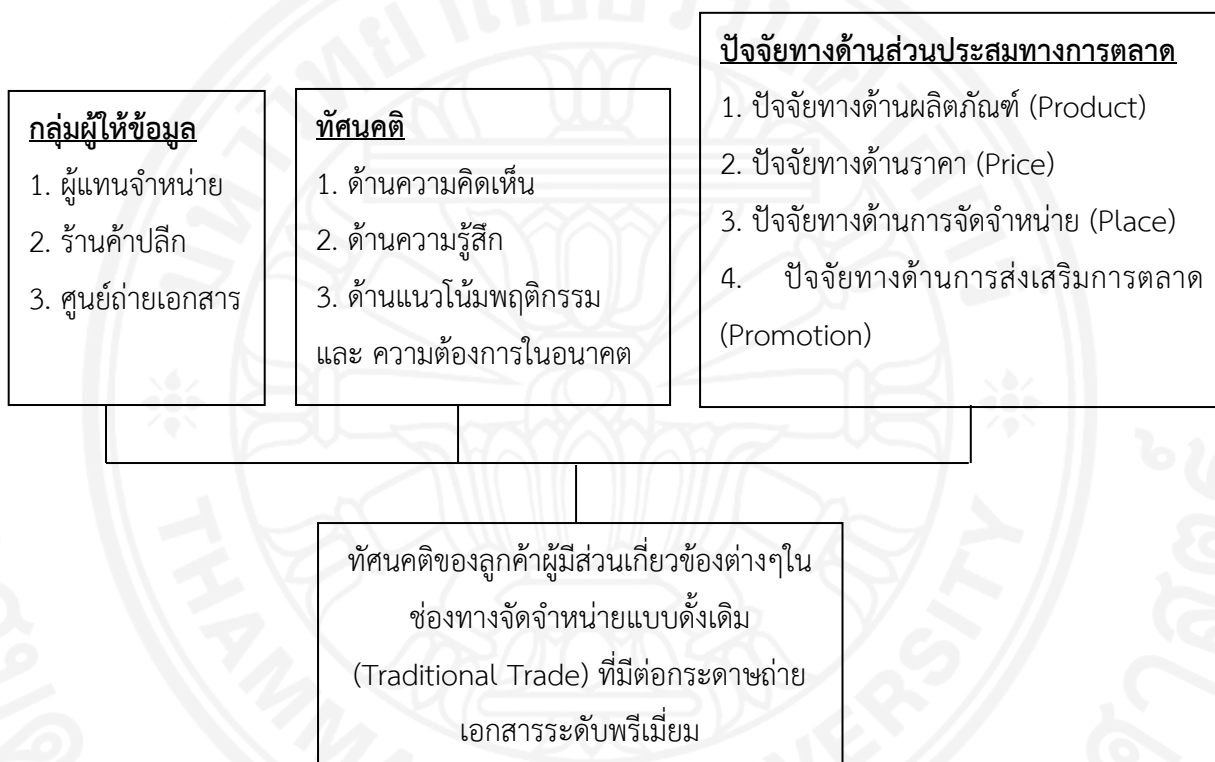 กลุ่มผู้ให้ข้อมูล
1. ผู้แทนจำหน่าย
2. ร้านค้าปลีก
3. ศูนย์ถ่ายเอกสาร
ทัศนคติ
1. ด้านความคิดเห็น
2. ด้านความรู้สึก
3. ด้านแนวโน้มพฤติกรรม
และ ความต้องการในอนาคต
ปัจจัยทางด้านส่วนประสมทางการตลาด
1. ปัจจัยทางด้านผลิตภัณฑ์ (Product)
2. ปัจจัยทางด้านราคา (Price)
3. ปัจจัยทางด้านการจัดจำหน่าย (Place)
4. ปัจจัยทางด้านการส่งเสริมการตลาด
(Promotion)
ทัศนคติของลูกค้าผู้มีส่วนเกี่ยวข้องต่างๆใน
ช่องทางจัดจำหน่ายแบบดั้งเดิม
(Traditional Trade) ที่มีต่อกระดาษถ่าย
เอกสารระดับพรีเมี่ยม